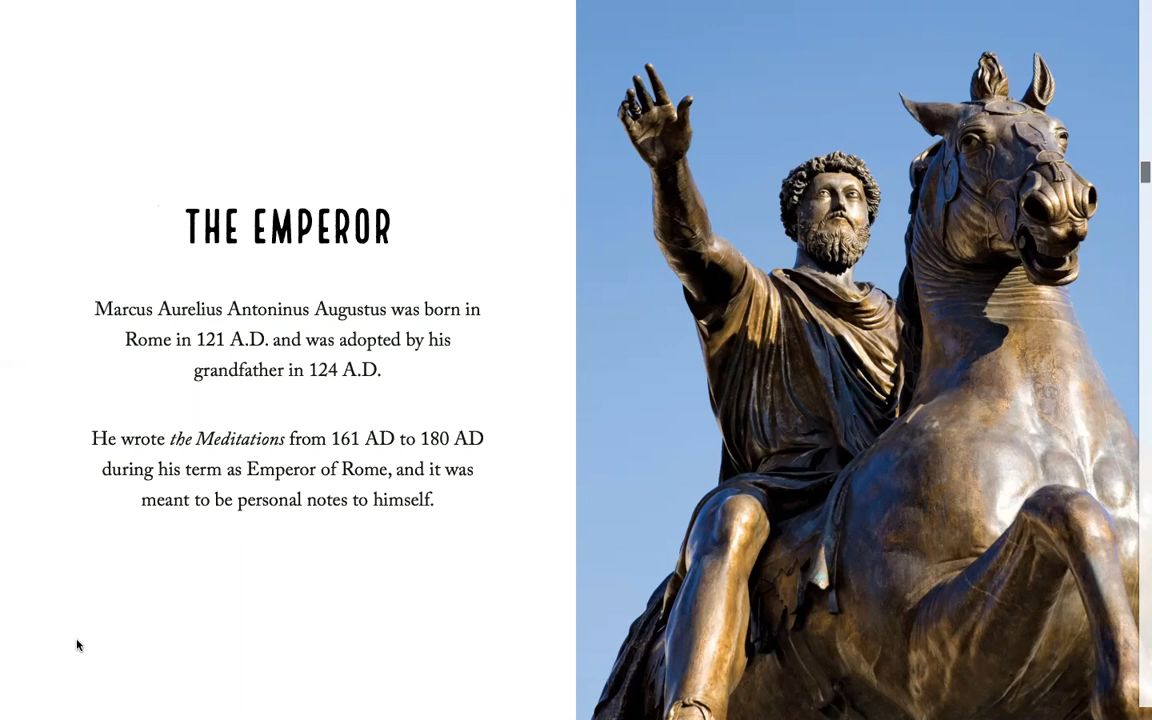 THE EMPEROR
Marcus Aurelius Antoninus Augustus was born in
Rome in 121 A.D. and was adopted by his
grandfather in 124 A.D.
He wrote the Meditations from 161 AD to 180 AD
during his term as Emperor of Rome, and it was
meant to be personal notes to himself.